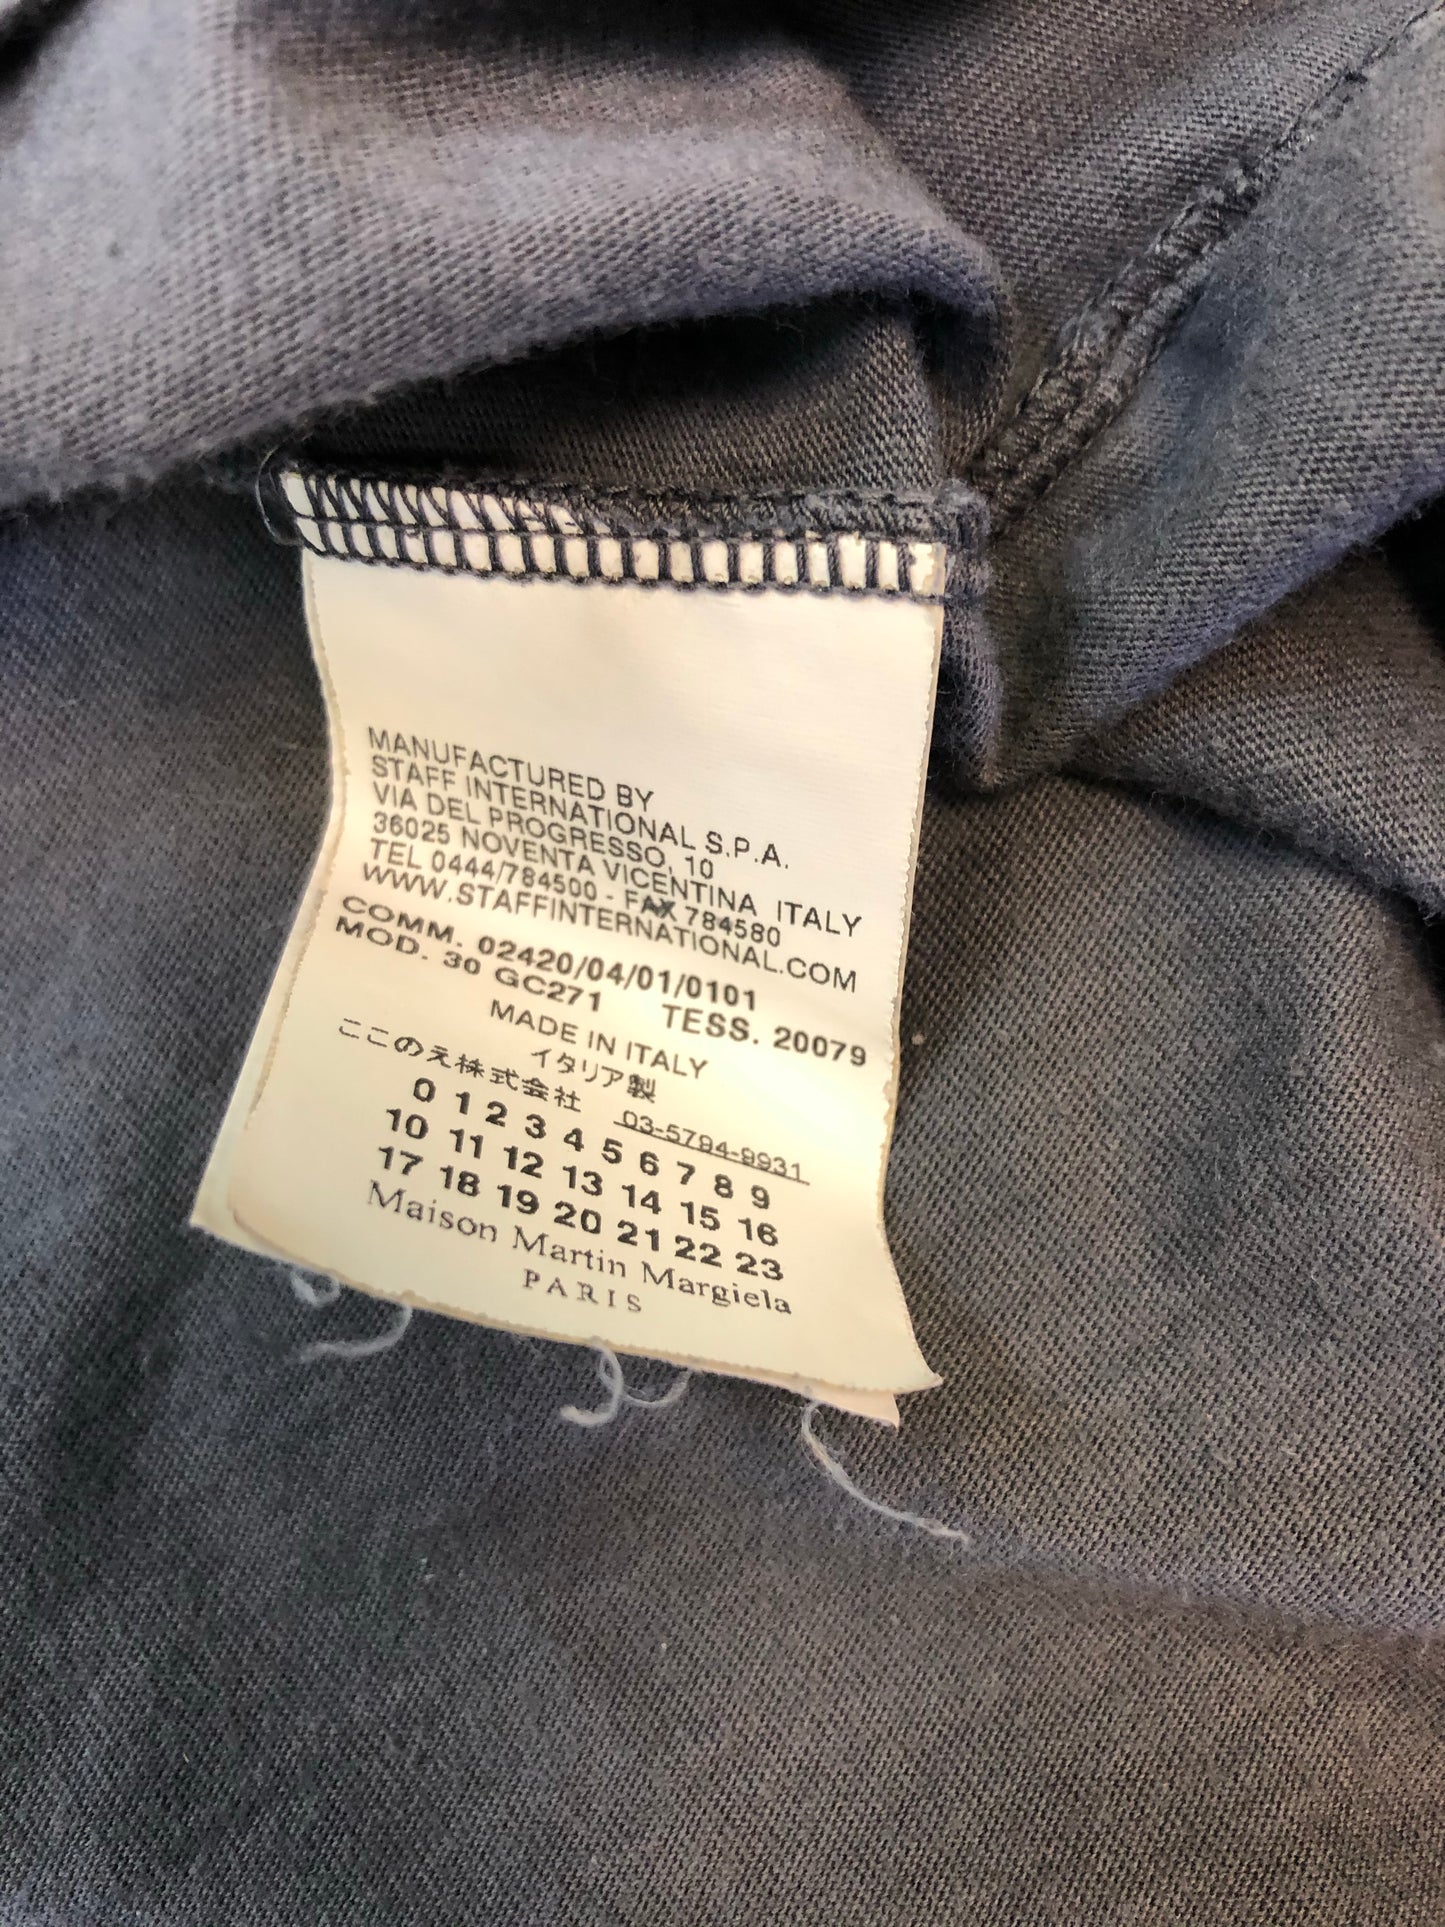 MANUFACTURED BY
STAFF INTERNATIONAL S.P.A.
VIA DEL PROGRESSO, 10
36025 NOVENTA VICENTINA ITALY
TEL 0444/784500 - FAX 784580
WWW.STAFFINTERNATIONAL.COM
COMM. 02420/04/01/0101
MOD. 30 GC271 TESS. 20079
MADE IN ITALY
イタリア製
ここのえ株式会社 03-5794-9931
0 1 2 3 4 5 6 7 8 9
10 11 12 13 14 15 16
17 18 19 20 21 22 23
Maison Martin Margiela
PARIS